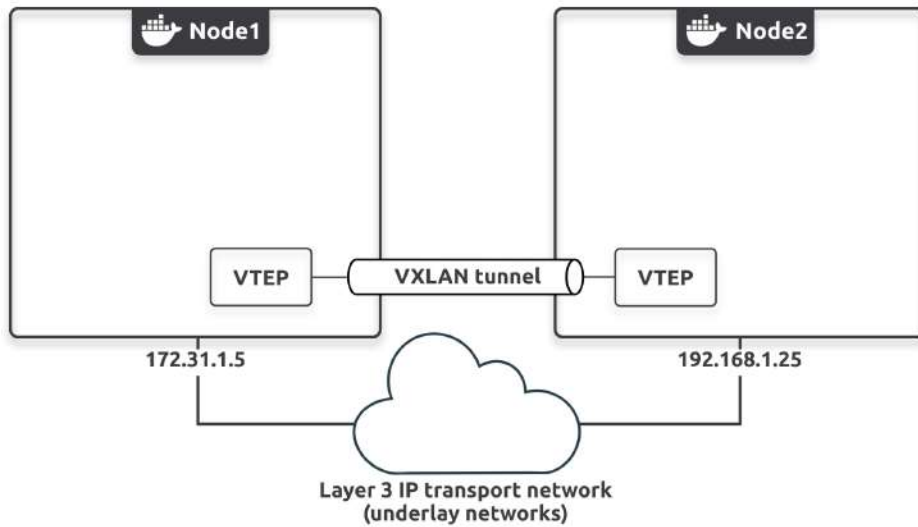 Node1
Node2
VTEP
VXLAN tunnel
VTEP
172.31.1.5
192.168.1.25
Layer 3 IP transport network
(underlay networks)